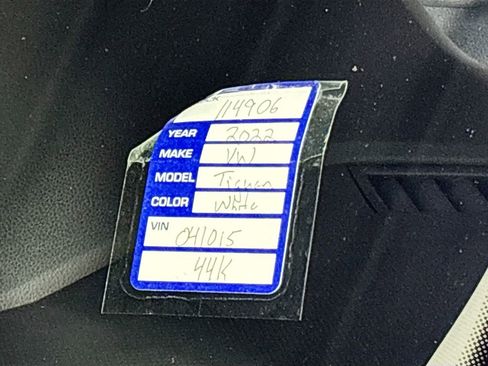 114906
YEAR 2022
MAKE VW
MODEL Tiguan
COLOR White
VIN
041015
44K